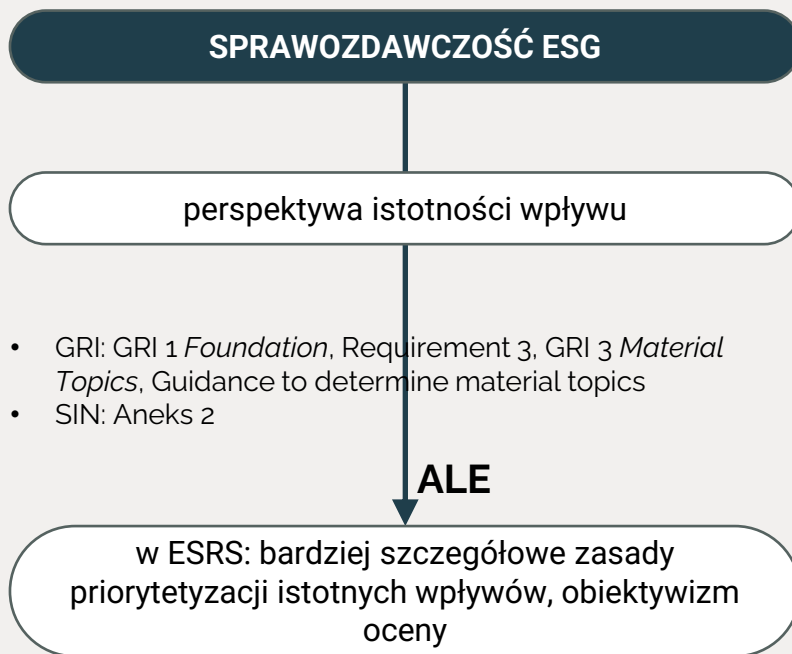 SPRAWOZDAWCZOŚĆ ESG
perspektywa istotności wpływu
• GRI: GRI 1 Foundation, Requirement 3, GRI 3 Material
Topics, Guidance to determine material topics
• SIN: Aneks 2
ALE
w ESRS: bardziej szczegółowe zasady
priorytetyzacji istotnych wpływów, obiektywizm
oceny